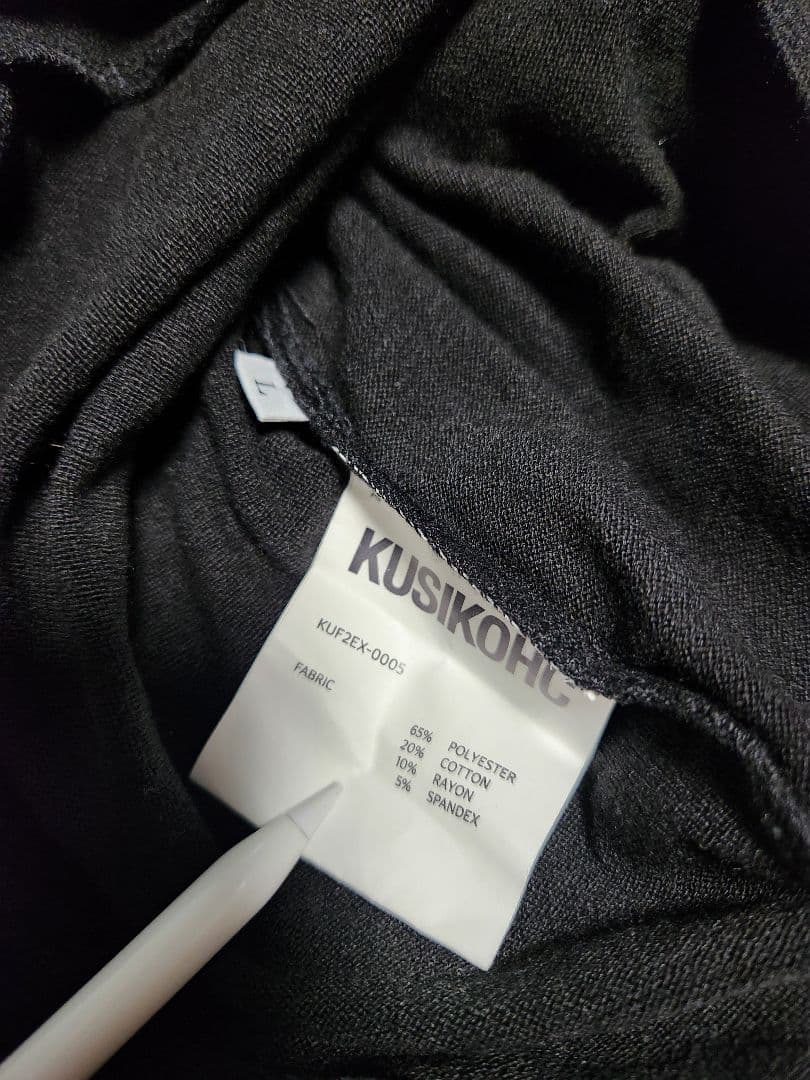 L
KUSIKOHC
KUF2EX-0005
FABRIC
65% POLYESTER
20% COTTON
10% RAYON
5% SPANDEX